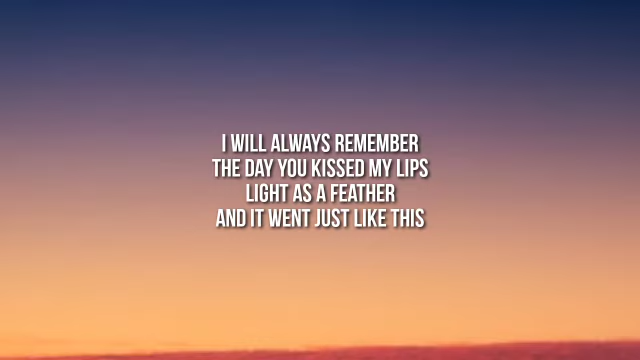 I WILL ALWAYS REMEMBER
THE DAY YOU KISSED MY LIPS
LIGHT AS A FEATHER
AND IT WENT JUST LIKE THIS